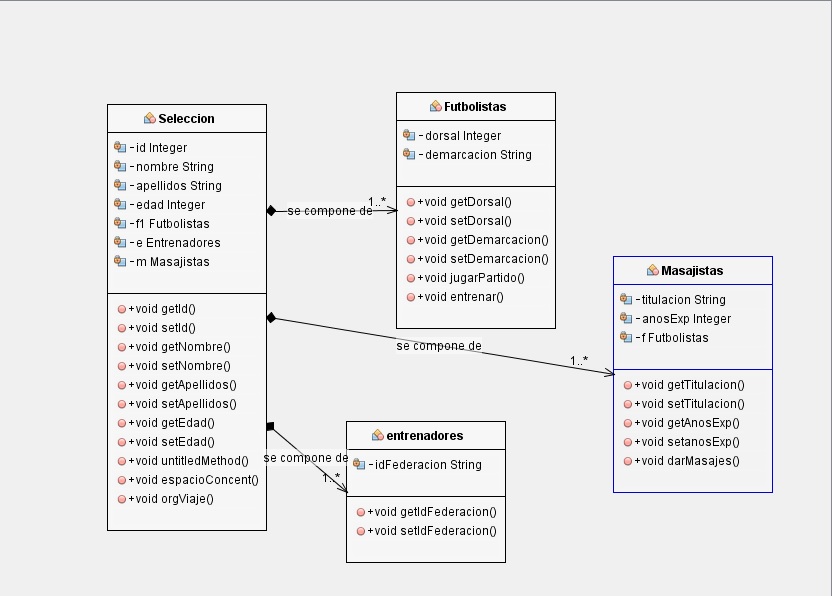 Seleccion
-id Integer
-nombre String
-apellidos String
-edad Integer
-f1 Futbolistas
-e Entrenadores
-m Masajistas
+void getId()
+void setId()
+void getNombre()
+void setNombre()
+void getApellidos()
+void setApellidos()
+void getEdad()
+void setEdad()
+void untitledMethod()
+void espacioConcent()
+void orgViaje()
se compone de
1..*
Futbolistas
-dorsal Integer
-demarcacion String
+void getDorsal()
+void setDorsal()
+void getDemarcacion()
+void setDemarcacion()
+void jugarPartido()
+void entrenar()
se compone de
1..*
Masajistas
-titulacion String
-anosExp Integer
-f Futbolistas
+void getTitulacion()
+void setTitulacion()
+void getAnosExp()
+void setanosExp()
+void darMasajes()
se compone de
1..*
entrenadores
-idFederacion String
+void getIdFederacion()
+void setIdFederacion()